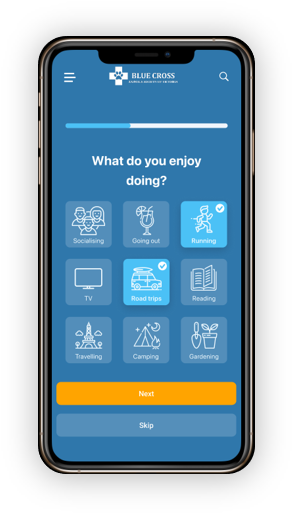 BLUE CROSS
What do you enjoy
doing?
Socialising
Going out
Running
TV
Road trips
Reading
Travelling
Camping
Gardening
Next
Skip